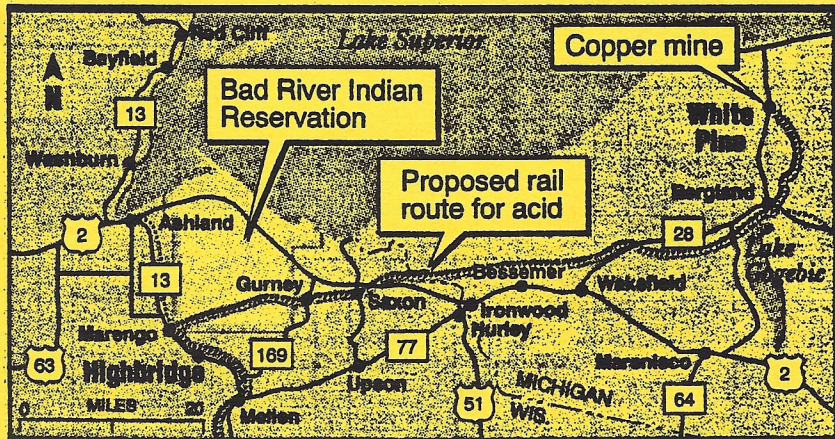 Red Cliff
Lake Superior
Bayfield
N
13
Copper mine
White
Pine
Bad River Indian
Reservation
Washburn
Proposed rail
route for acid
Bergland
2
Ashland
28
Lake
Gogebic
13
Gurney
Saxon
Bessemer
Wakefield
Ironwood
Hurley
Marengo
169
77
Marenisco
63
Highbridge
Upson
MICHIGAN
WIS.
51
64
2
0 MILES 20
Mellen